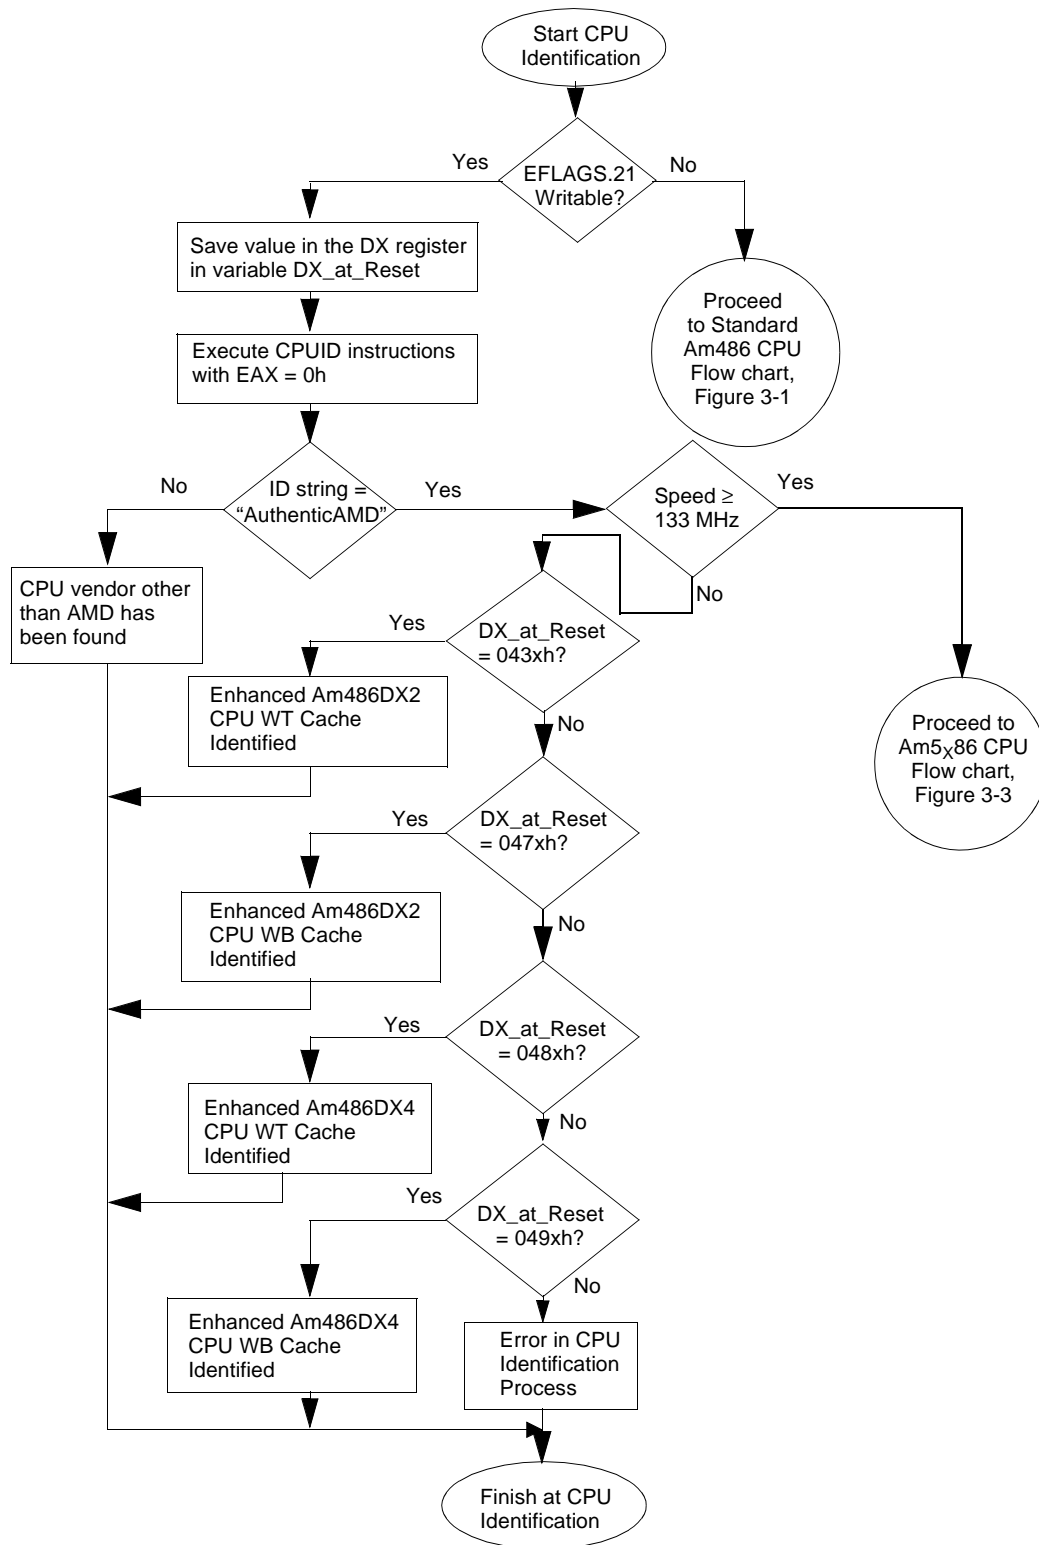 Start CPU
Identification
Yes
EFLAGS.21
Writable?
No
Save value in the DX register
in variable DX_at_Reset
Proceed
to Standard
Am486 CPU
Flow chart,
Figure 3-1
Execute CPUID instructions
with EAX = 0h
No
ID string =
“AuthenticAMD”
Yes
Speed ≥
133 MHz
Yes
No
CPU vendor other
than AMD has
been found
Yes
DX_at_Reset
= 043xh?
No
Enhanced Am486DX2
CPU WT Cache
Identified
Proceed to
Am5X86 CPU
Flow chart,
Figure 3-3
Yes
DX_at_Reset
= 047xh?
No
Enhanced Am486DX2
CPU WB Cache
Identified
Yes
DX_at_Reset
= 048xh?
No
Enhanced Am486DX4
CPU WT Cache
Identified
Yes
DX_at_Reset
= 049xh?
No
Enhanced Am486DX4
CPU WB Cache
Identified
Error in CPU
Identification
Process
Finish at CPU
Identification